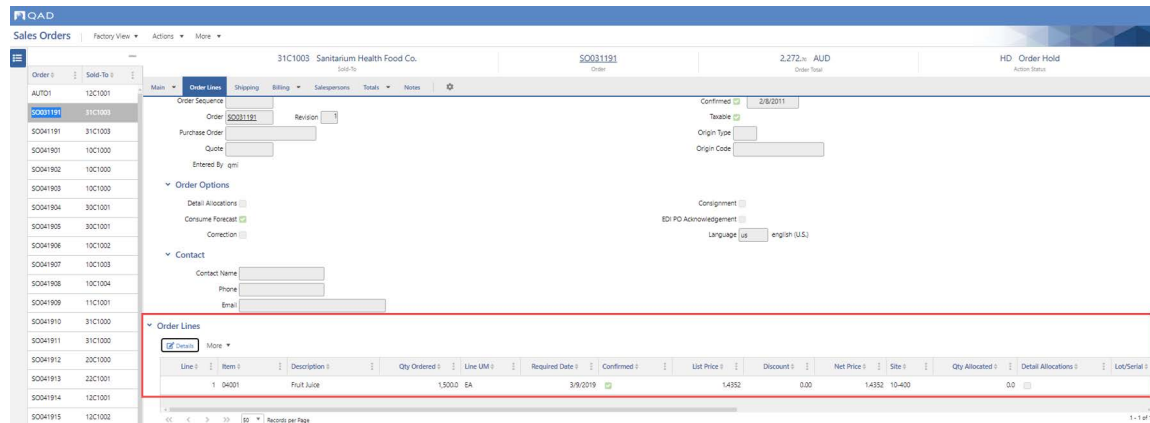 QAD
Sales Orders Factory View Actions More
31C1003 Sanitarium Health Food Co.
Sold-To
SO031191
Order
2,272. AUD
Order Total
HD Order Hold
Action Status
Order Sold-To
AUTO1 12C1001
SO031191 31C1003
SO041191 31C1003
SO041901 10C1000
SO041902 10C1000
SO041903 10C1000
SO041904 30C1001
SO041905 30C1001
SO041906 10C1002
SO041907 10C1003
SO041908 10C1004
SO041909 11C1001
SO041910 31C1000
SO041911 31C1000
SO041912 20C1000
SO041913 22C1001
SO041914 12C1001
SO041915 12C1002
Main Order Lines Shipping Billing Salespersons Totals Notes
Order Sequence Confirmed 2/8/2011
Order SO031191 Revision 1 Taxable
Purchase Order Origin Type
Quote Origin Code
Entered By qmi
Order Options
Detail Allocations Consignment
Consume Forecast EDI PO Acknowledgement
Correction Language us english (U.S.)
Contact
Contact Name
Phone
Email
Order Lines
Details More
Line Item Description Qty Ordered Line UM Required Date Confirmed List Price Discount Net Price Site Qty Allocated Detail Allocations Lot/Serial
1 04001 Fruit Juice 1,500.0 EA 3/9/2019 1.4352 0.00 1.4352 10-400 0.0
50 Records per Page